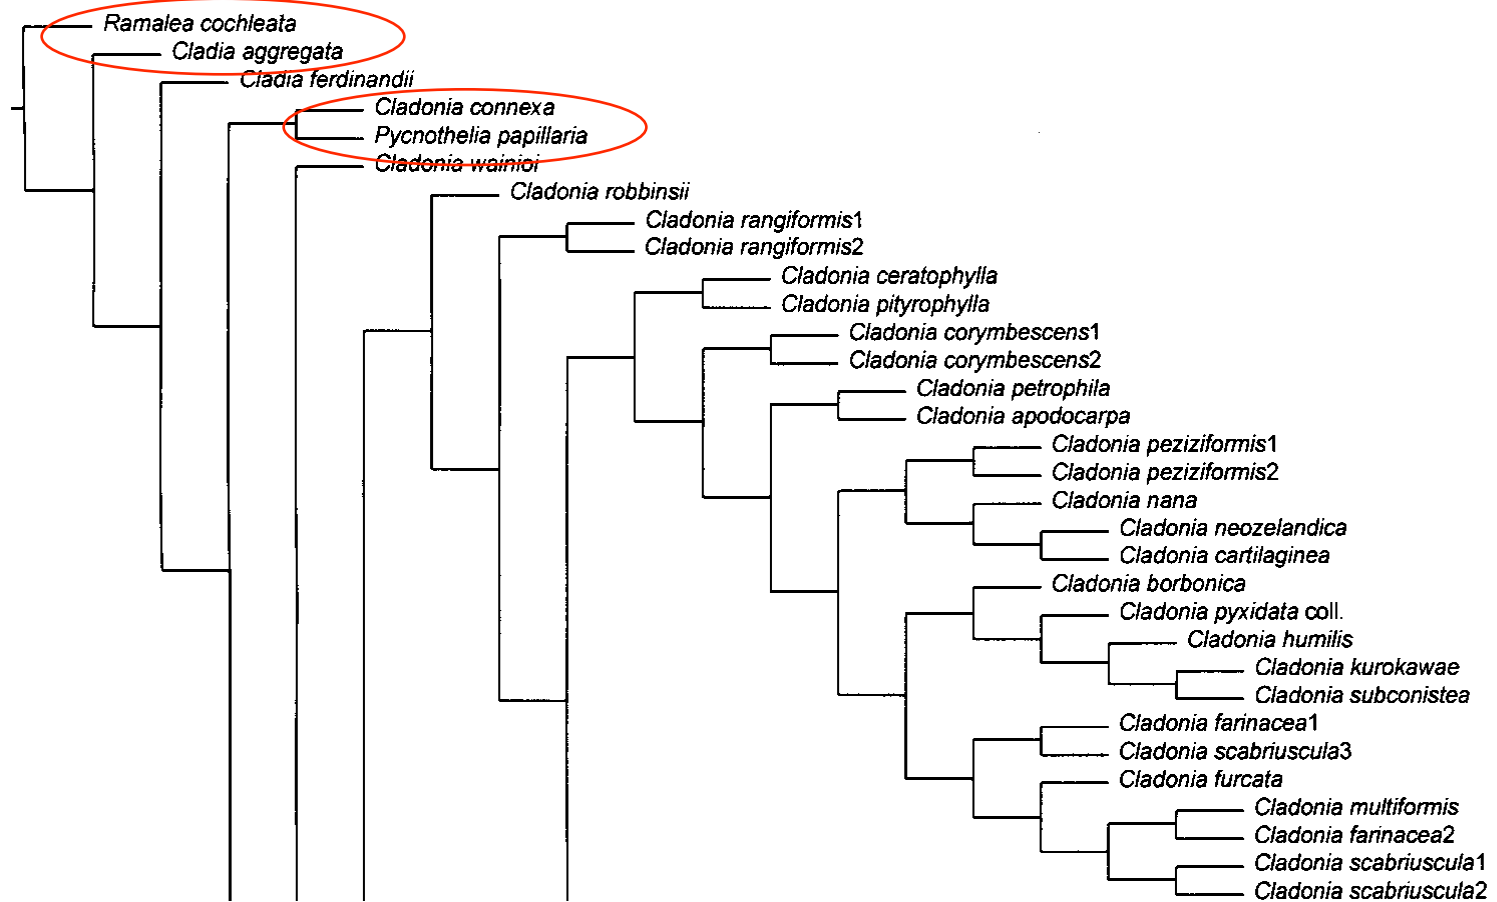 Ramalea cochleata
Cladia aggregata
Cladia ferdinandii
Cladonia connexa
Pycnothelia papillaria
Cladonia wainioi
Cladonia robbinsii
Cladonia rangiformis1
Cladonia rangiformis2
Cladonia ceratophylla
Cladonia pityrophylla
Cladonia corymbescens1
Cladonia corymbescens2
Cladonia petrophila
Cladonia apodocarpa
Cladonia peziziformis1
Cladonia peziziformis2
Cladonia nana
Cladonia neozelandica
Cladonia cartilaginea
Cladonia borbonica
Cladonia pyxidata coll.
Cladonia humilis
Cladonia kurokawae
Cladonia subconistea
Cladonia farinacea1
Cladonia scabriuscula3
Cladonia furcata
Cladonia multiformis
Cladonia farinacea2
Cladonia scabriuscula1
Cladonia scabriuscula2